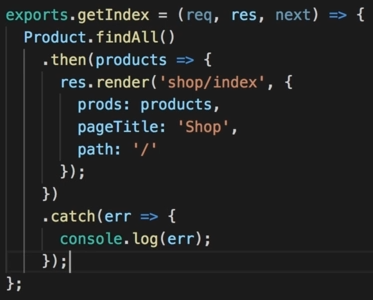 exports.getIndex = (req, res, next) => {
  Product.findAll()
    .then(products => {
      res.render('shop/index', {
        prods: products,
        pageTitle: 'Shop',
        path: '/'
      });
    })
    .catch(err => {
      console.log(err);
    });
};